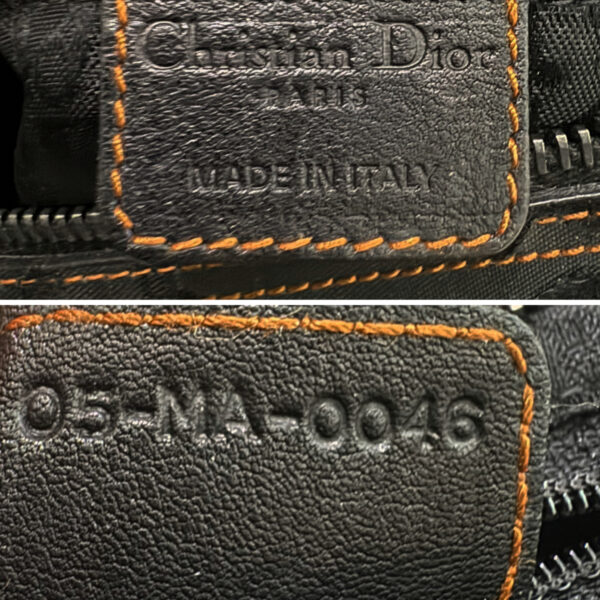 Christian Dior
PARIS
MADE IN ITALY
05-MA-0046